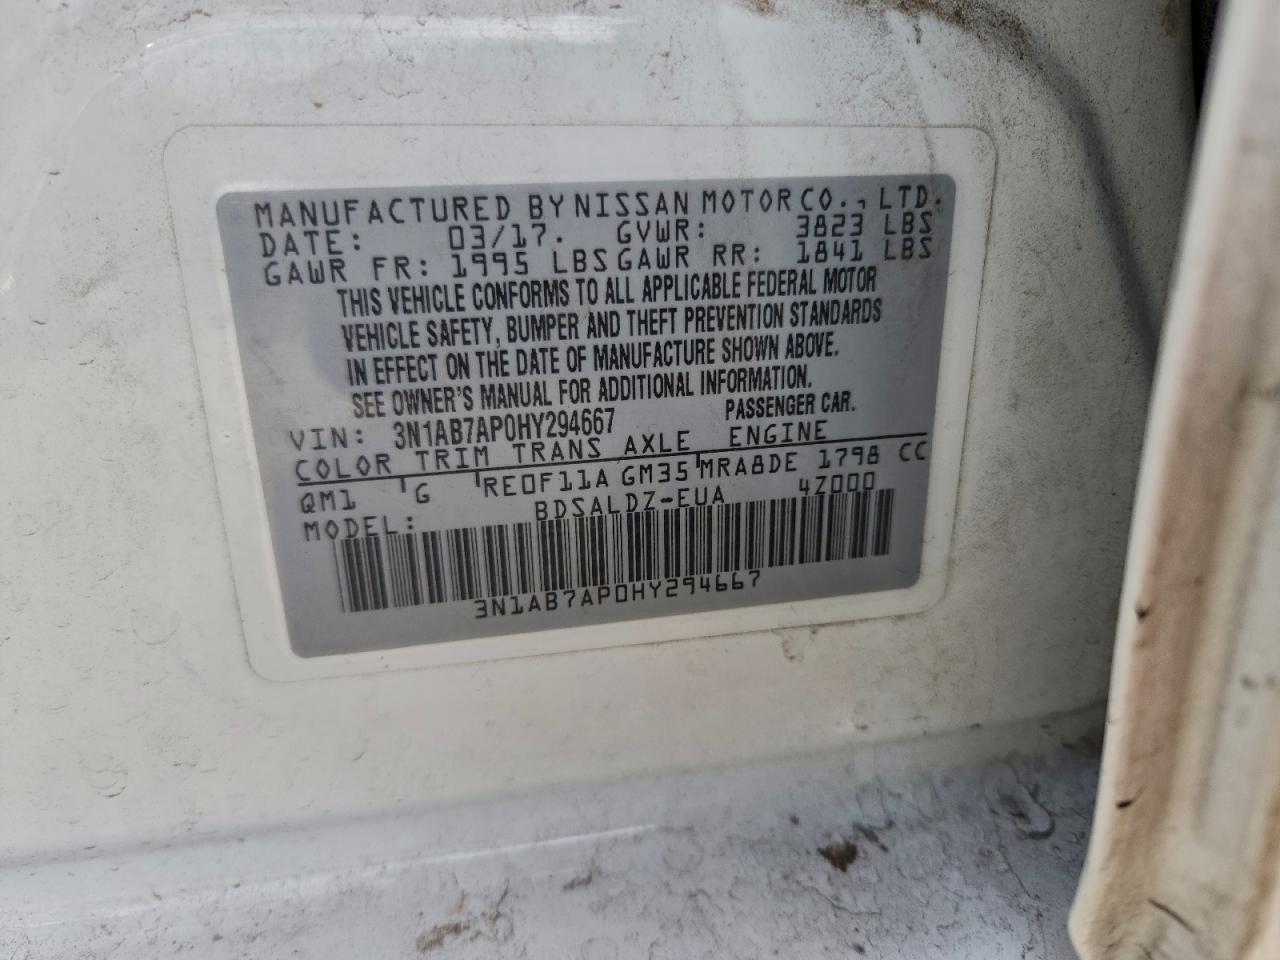 MANUFACTURED BY NISSAN MOTOR CO., LTD.
DATE: 03/17. GVWR: 3823 LBS
GAWR FR: 1995 LBS GAWR RR: 1841 LBS
THIS VEHICLE CONFORMS TO ALL APPLICABLE FEDERAL MOTOR
VEHICLE SAFETY, BUMPER AND THEFT PREVENTION STANDARDS
IN EFFECT ON THE DATE OF MANUFACTURE SHOWN ABOVE.
SEE OWNER'S MANUAL FOR ADDITIONAL INFORMATION.
VIN: 3N1AB7AP0HY294667 PASSENGER CAR.
COLOR TRIM TRANS AXLE ENGINE
QM1 G RE0F11A GM35 MRA8DE 1798 CC
MODEL: BDSALDZ-EUA 4Z000
3N1AB7AP0HY294667